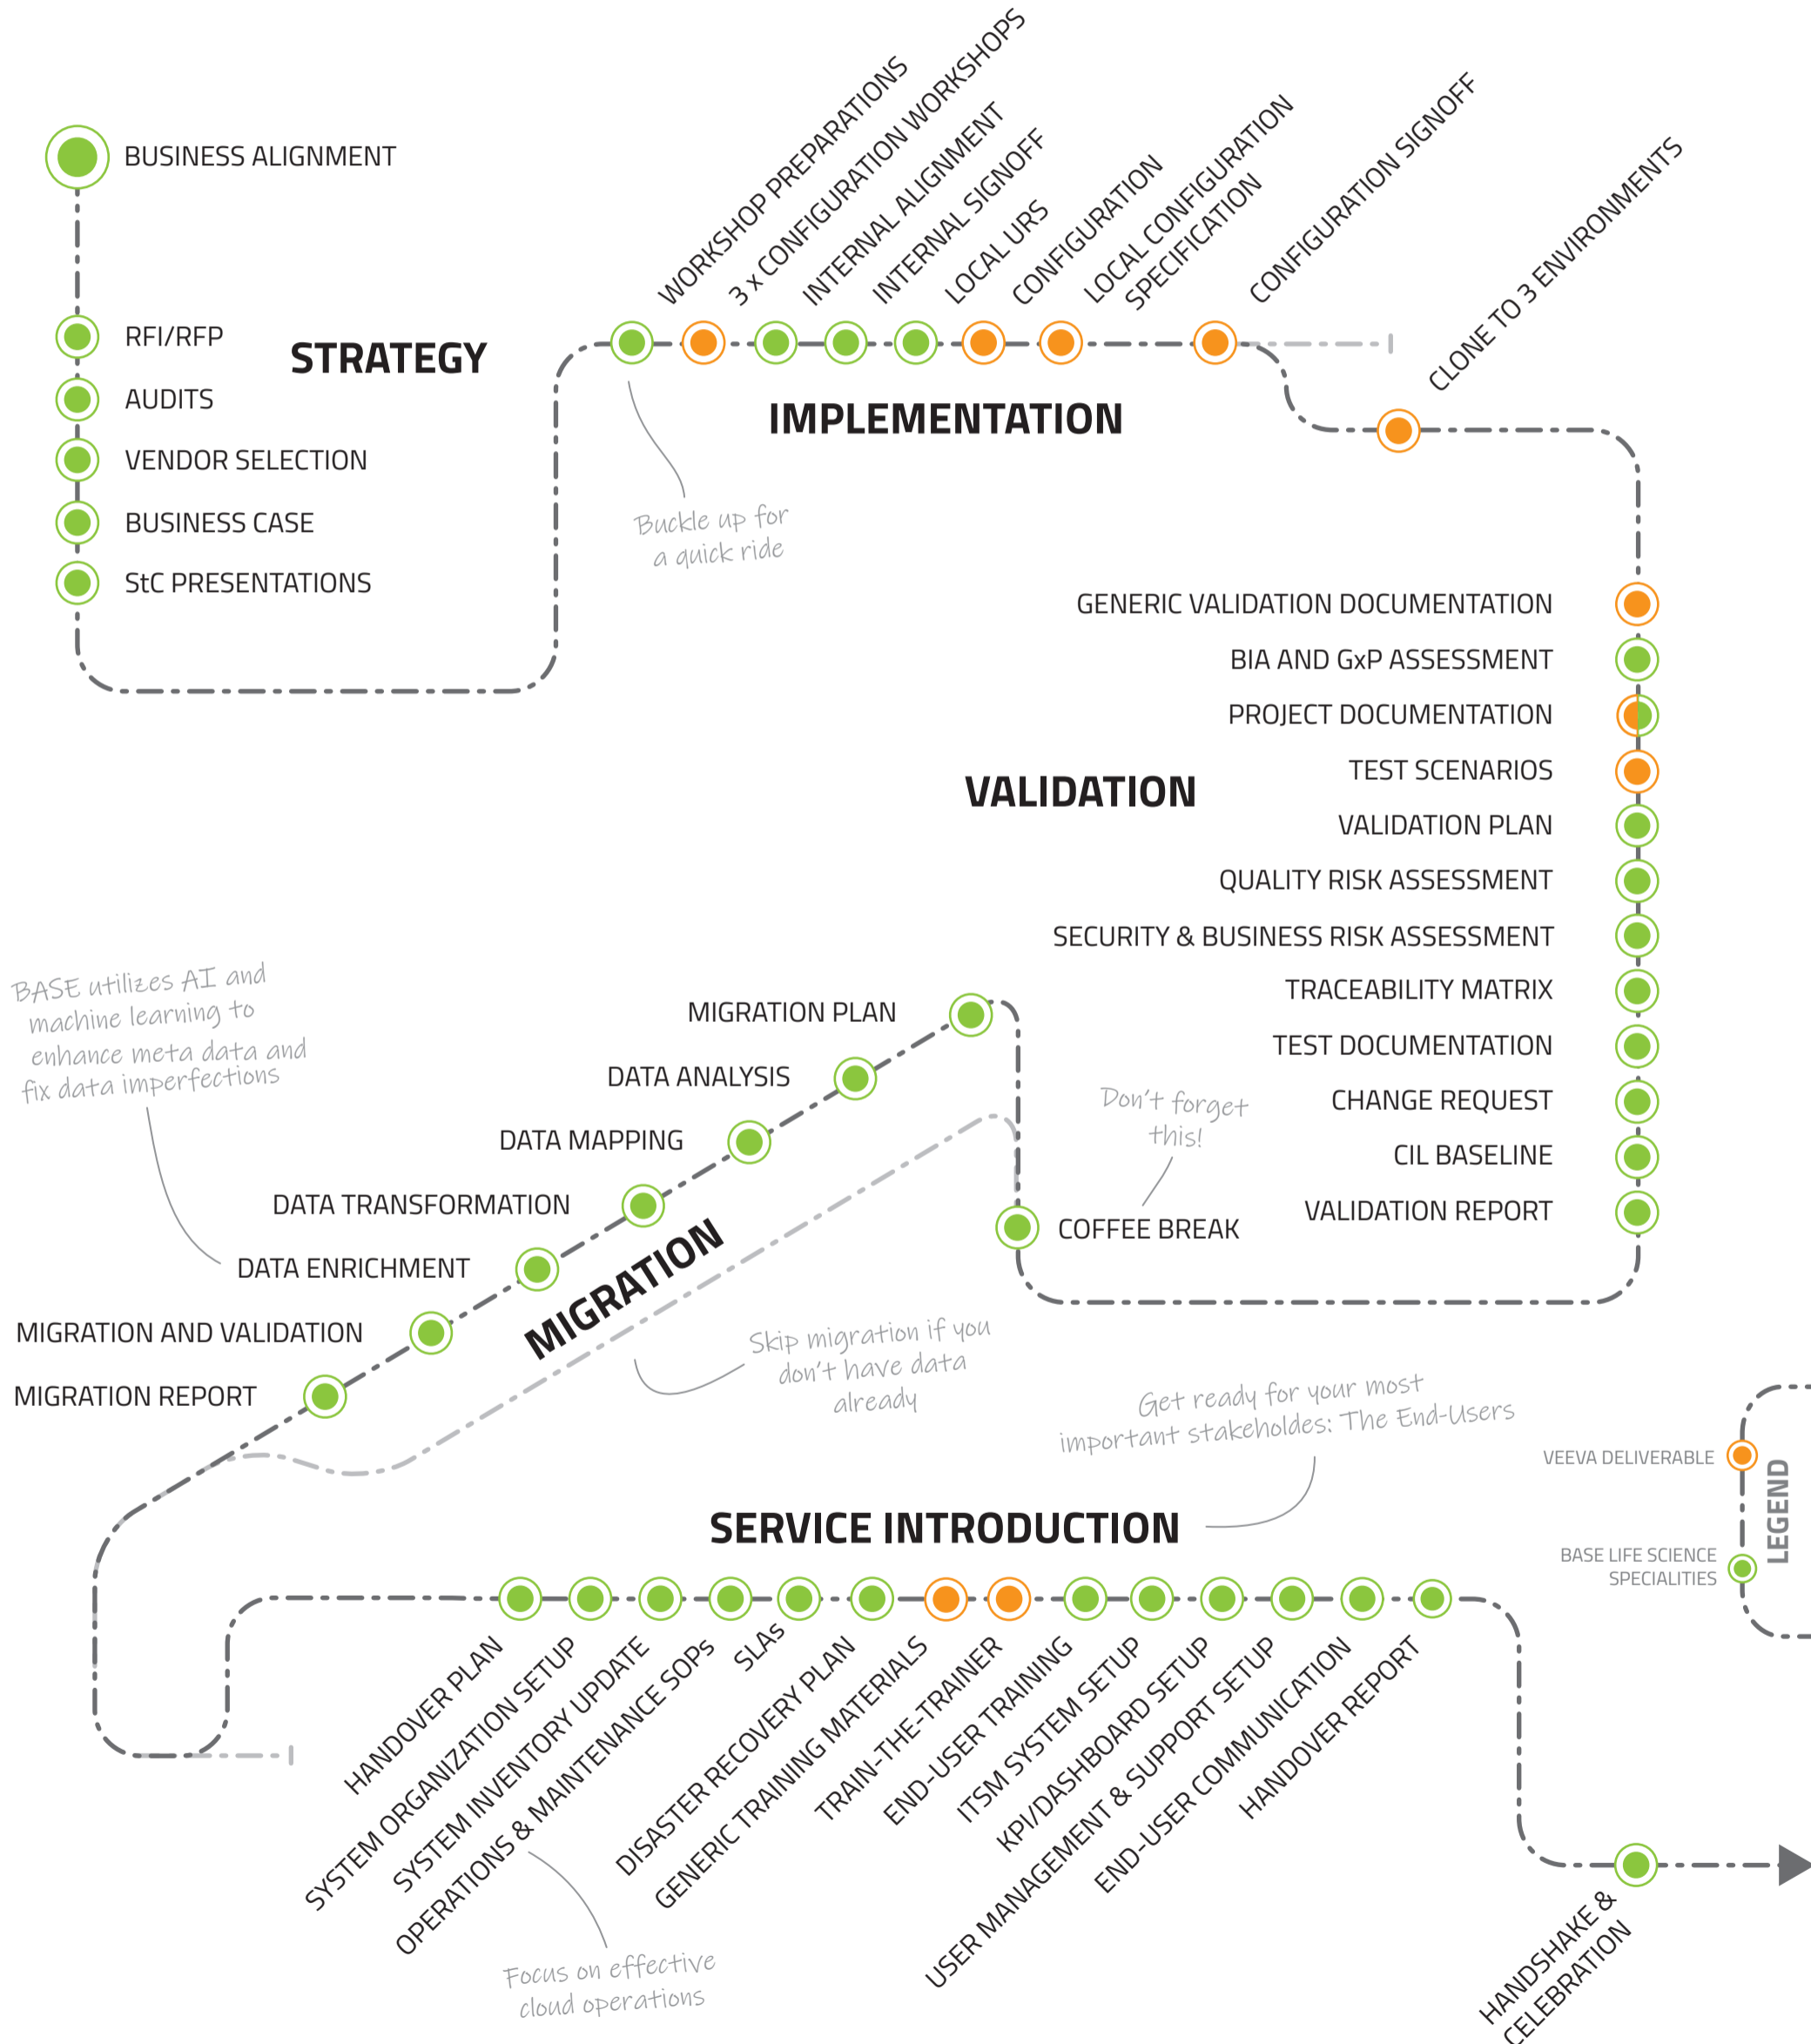 BUSINESS ALIGNMENT
RFI/RFP
AUDITS
VENDOR SELECTION
BUSINESS CASE
StC PRESENTATIONS
STRATEGY
WORKSHOP PREPARATIONS
3 x CONFIGURATION WORKSHOPS
INTERNAL ALIGNMENT
INTERNAL SIGNOFF
LOCAL URS
CONFIGURATION
LOCAL CONFIGURATION
SPECIFICATION
CONFIGURATION SIGNOFF
CLONE TO 3 ENVIRONMENTS
IMPLEMENTATION
Buckle up for
a quick ride
GENERIC VALIDATION DOCUMENTATION
BIA AND GxP ASSESSMENT
PROJECT DOCUMENTATION
TEST SCENARIOS
VALIDATION PLAN
QUALITY RISK ASSESSMENT
SECURITY & BUSINESS RISK ASSESSMENT
TRACEABILITY MATRIX
TEST DOCUMENTATION
CHANGE REQUEST
CIL BASELINE
VALIDATION REPORT
VALIDATION
Don't forget
this!
COFFEE BREAK
MIGRATION PLAN
DATA ANALYSIS
DATA MAPPING
DATA TRANSFORMATION
DATA ENRICHMENT
MIGRATION AND VALIDATION
MIGRATION REPORT
MIGRATION
BASE utilizes AI and
machine learning to
enhance meta data and
fix data imperfections
Skip migration if you
don't have data
already
Get ready for your most
important stakeholdes: The End-Users
SERVICE INTRODUCTION
HANDOVER PLAN
SYSTEM ORGANIZATION SETUP
SYSTEM INVENTORY UPDATE
OPERATIONS & MAINTENANCE SOPs
SLAs
DISASTER RECOVERY PLAN
GENERIC TRAINING MATERIALS
TRAIN-THE-TRAINER
END-USER TRAINING
ITSM SYSTEM SETUP
KPI/DASHBOARD SETUP
USER MANAGEMENT & SUPPORT SETUP
END-USER COMMUNICATION
HANDOVER REPORT
Focus on effective
cloud operations
HANDSHAKE &
CELEBRATION
LEGEND
VEEVA DELIVERABLE
BASE LIFE SCIENCE
SPECIALITIES